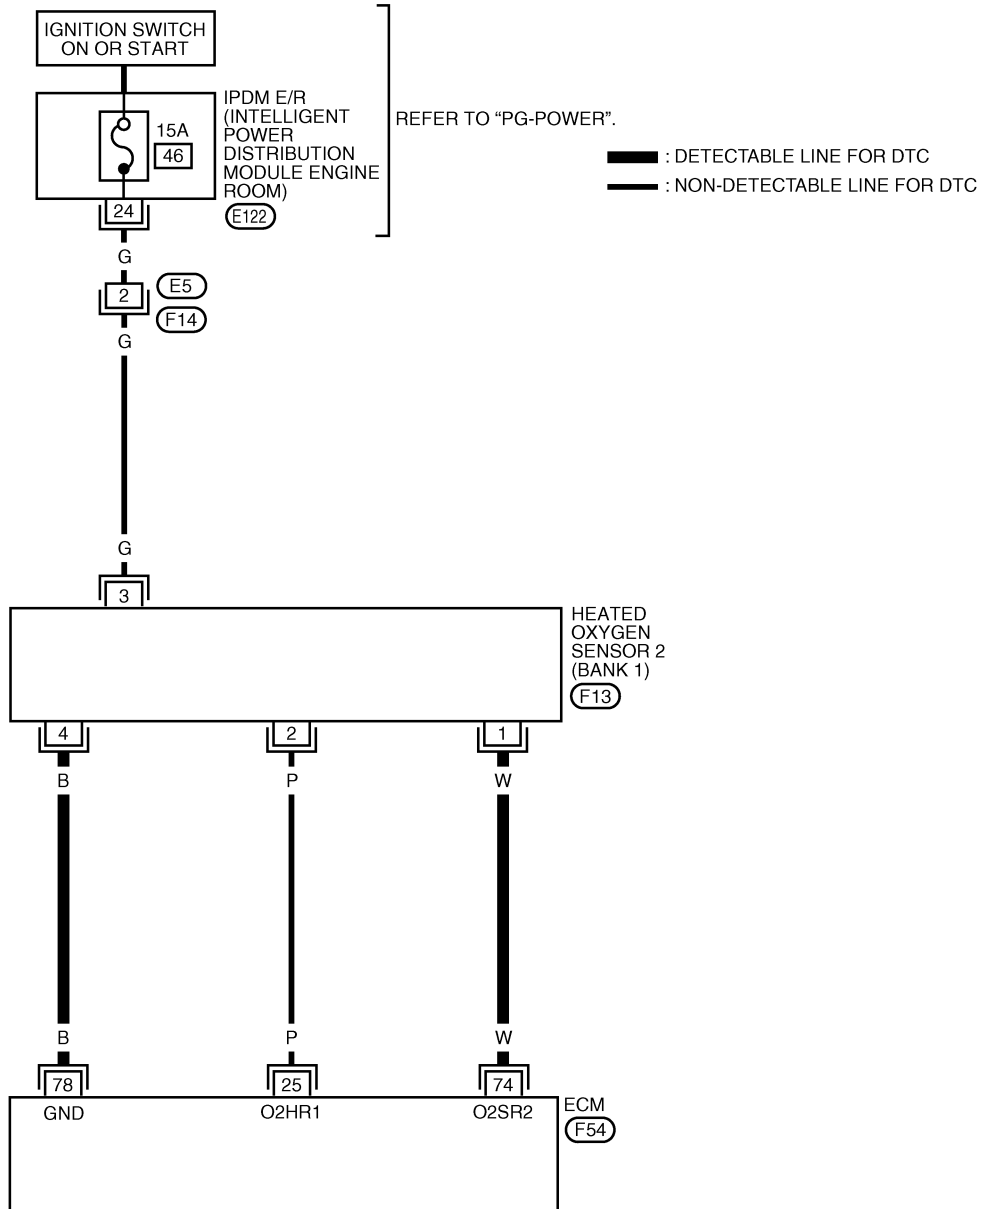 IGNITION SWITCH
ON OR START
IPDM E/R
(INTELLIGENT
POWER
DISTRIBUTION
MODULE ENGINE
ROOM)
E122
15A
46
REFER TO “PG-POWER”.
: DETECTABLE LINE FOR DTC
: NON-DETECTABLE LINE FOR DTC
24
G
2
E5
F14
G
G
3
HEATED
OXYGEN
SENSOR 2
(BANK 1)
F13
4 2 1
B P W
B P W
78 25 74
GND O2HR1 O2SR2
ECM
F54